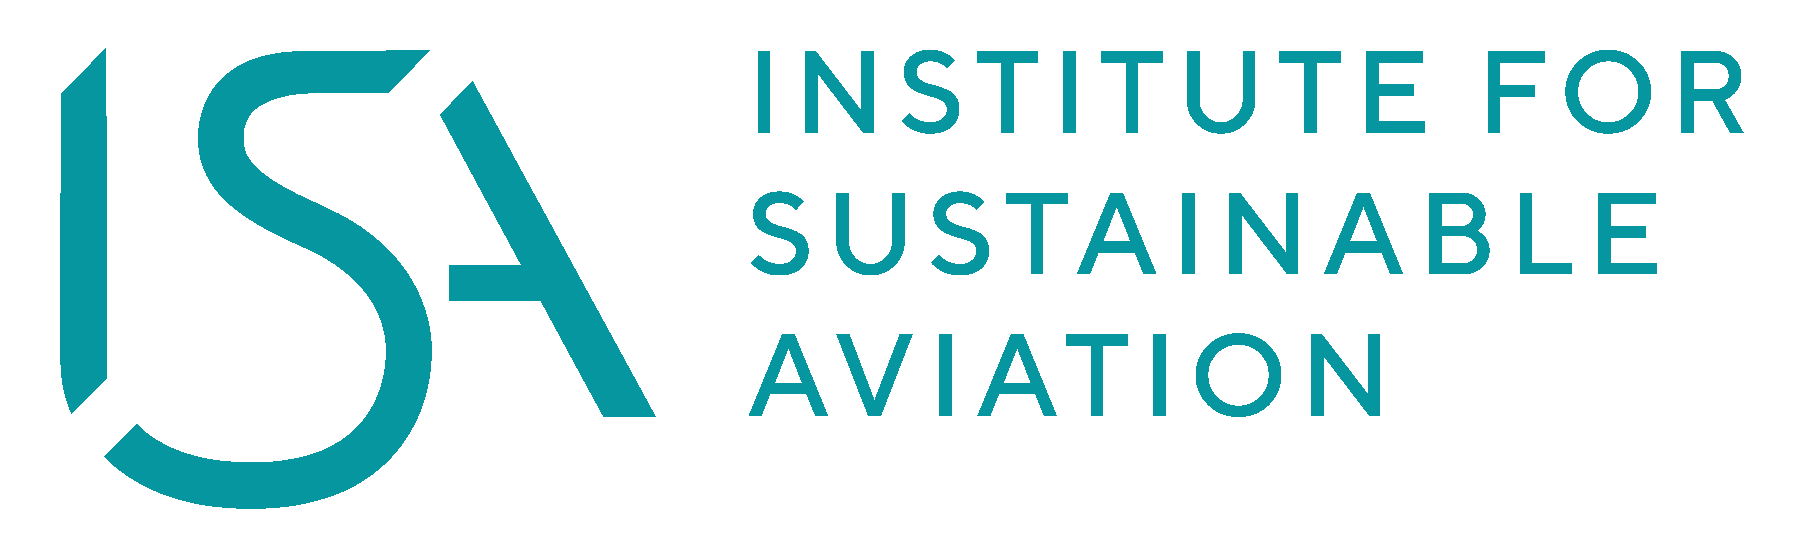 ISA
INSTITUTE FOR
SUSTAINABLE
AVIATION